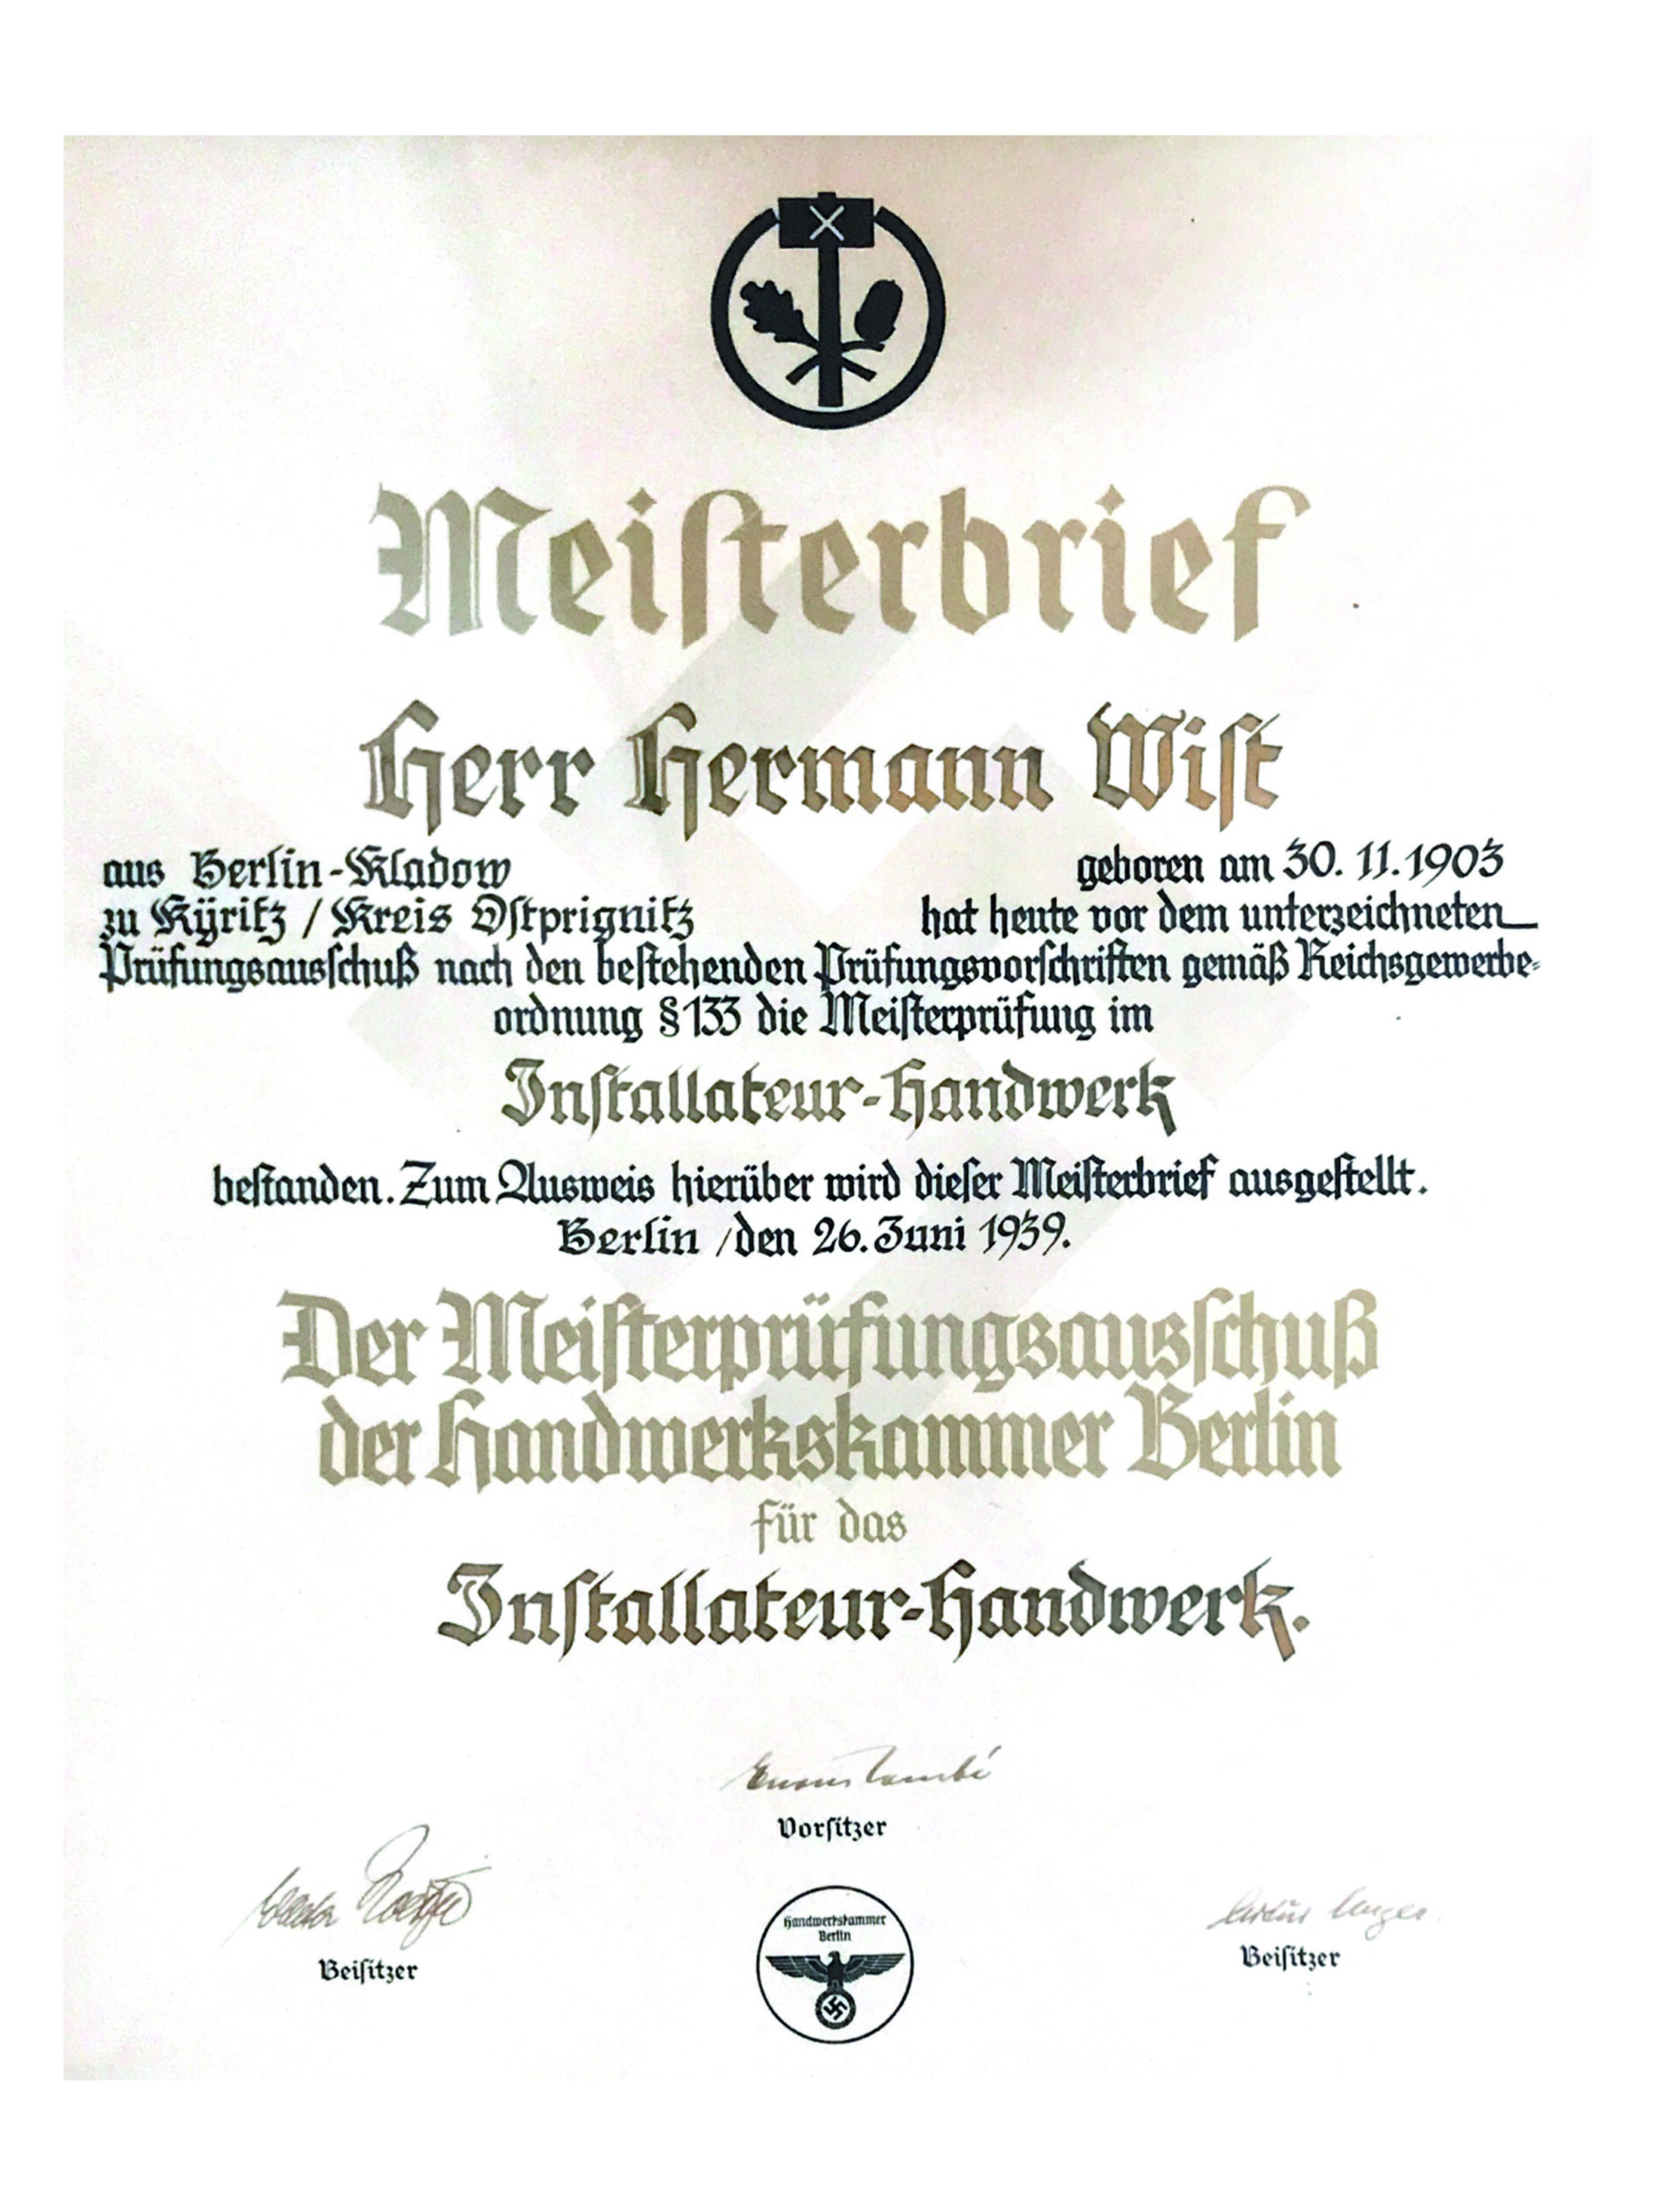 Meiſterbrief
Herr Hermann Wiſt
aus Berlin-Kladow geboren am 30. 11. 1903
zu Kyritz / Kreis Oſtprignitz hat heute vor dem unterzeichneten
Prüfungsausſchuß nach den beſtehenden Prüfungsvorſchriften gemäß Reichsgewerbe-
ordnung § 133 die Meiſterprüfung im
Inſtallateur-Handwerk
beſtanden. Zum Ausweis hierüber wird dieſer Meiſterbrief ausgeſtellt.
Berlin / den 26. Juni 1939.
Der Meiſterprüfungsausſchuß
der Handwerkskammer Berlin
für das
Inſtallateur-Handwerk.
Vorſitzer
Beiſitzer
Handwerkskammer
Berlin
Beiſitzer